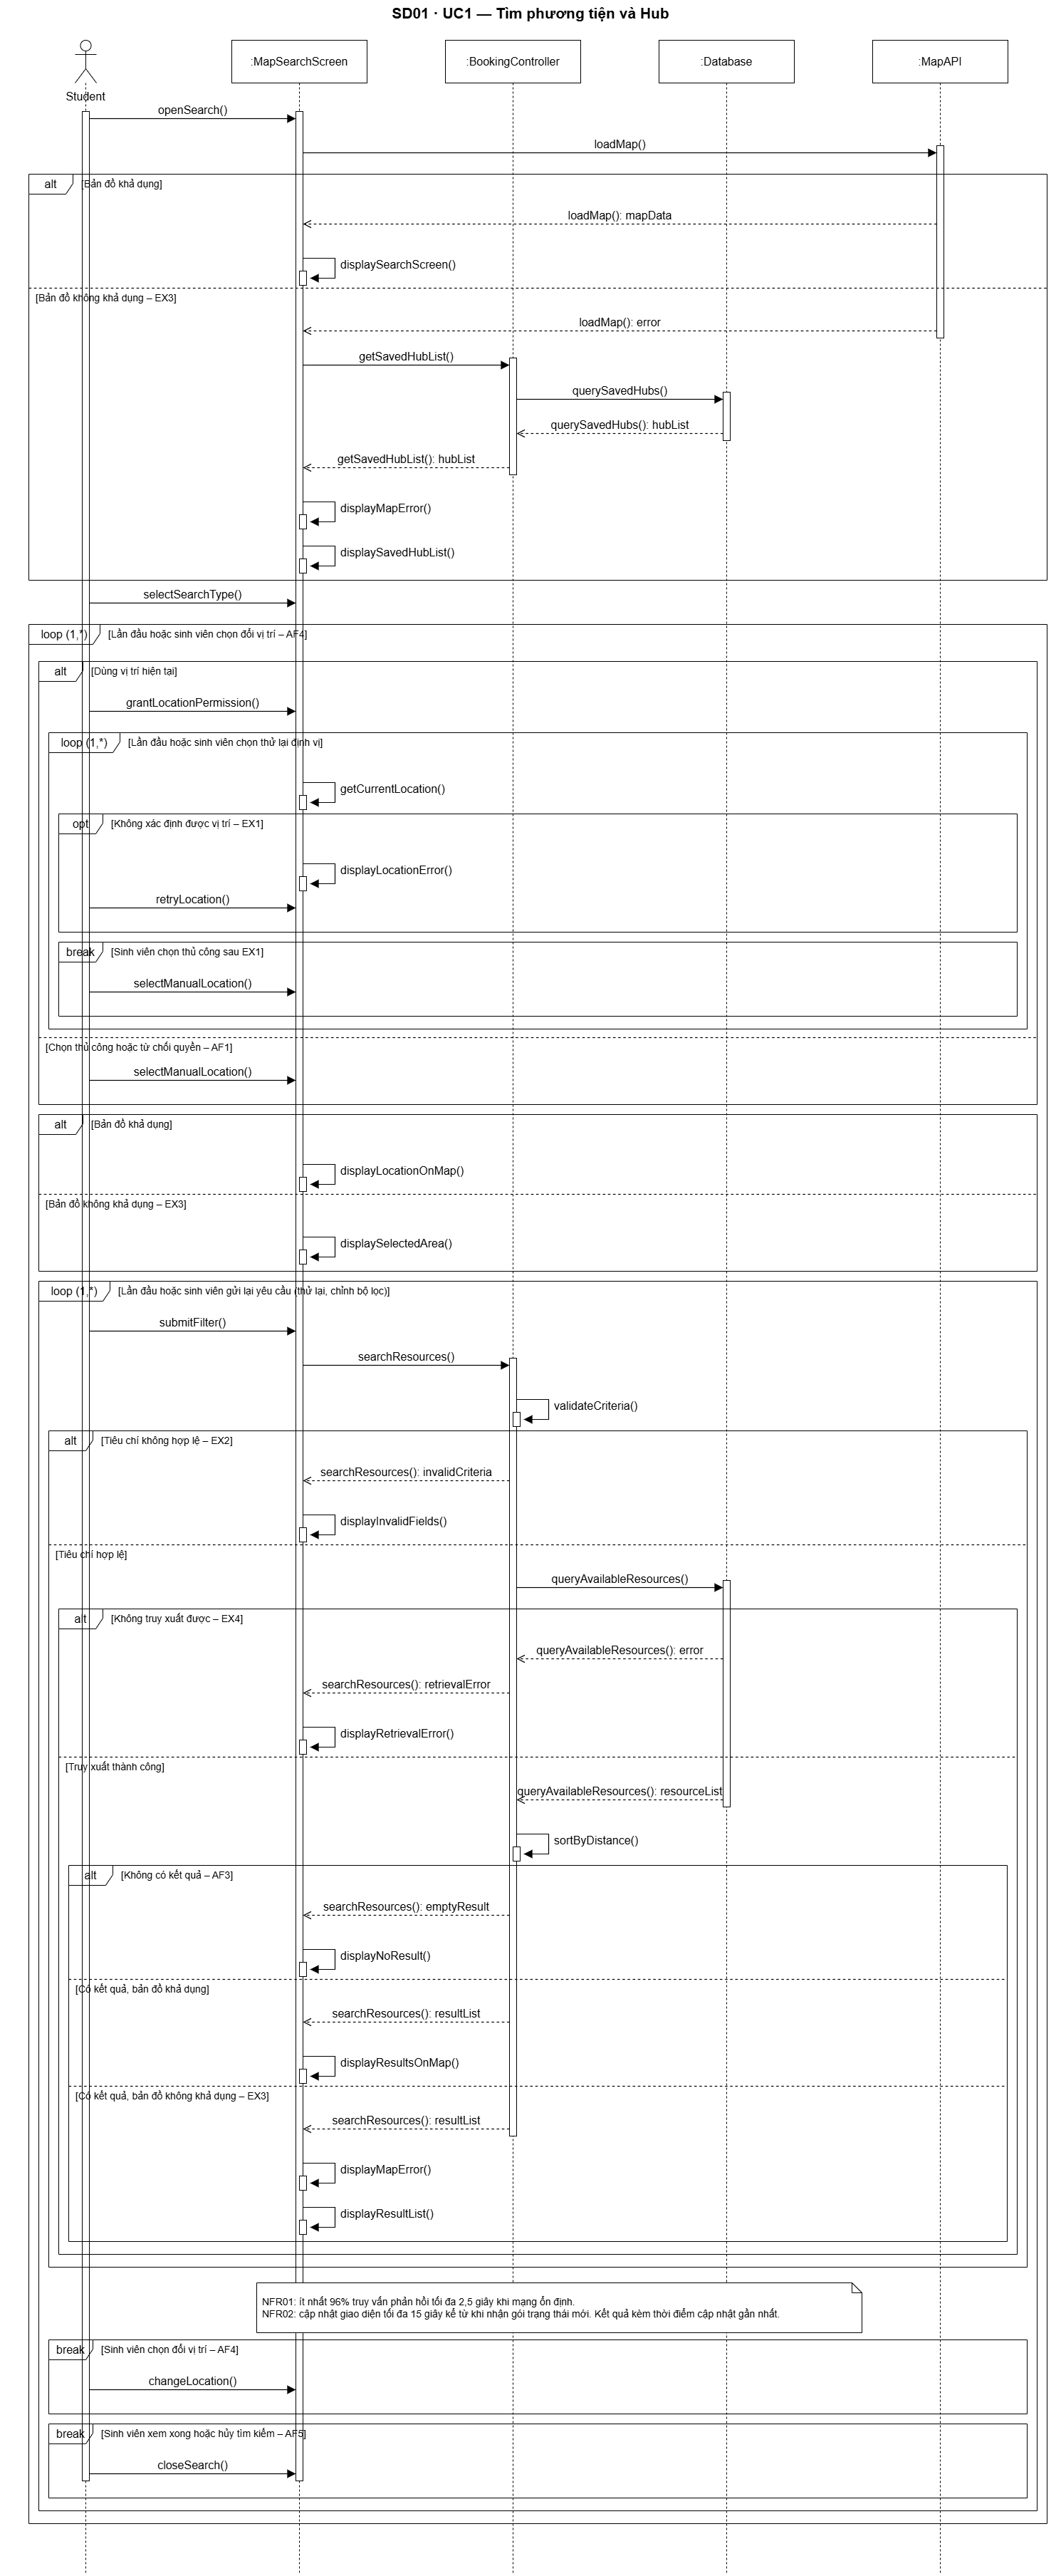 SD01 · UC1 — Tìm phương tiện và Hub
Student
:MapSearchScreen
:BookingController
:Database
:MapAPI
openSearch()
loadMap()
alt
[Bản đồ khả dụng]
loadMap(): mapData
displaySearchScreen()
[Bản đồ không khả dụng – EX3]
loadMap(): error
getSavedHubList()
querySavedHubs()
querySavedHubs(): hubList
getSavedHubList(): hubList
displayMapError()
displaySavedHubList()
selectSearchType()
loop (1,*)
[Lần đầu hoặc sinh viên chọn đổi vị trí – AF4]
alt
[Dùng vị trí hiện tại]
grantLocationPermission()
loop (1,*)
[Lần đầu hoặc sinh viên chọn thử lại định vị]
getCurrentLocation()
opt
[Không xác định được vị trí – EX1]
displayLocationError()
retryLocation()
break
[Sinh viên chọn thủ công sau EX1]
selectManualLocation()
[Chọn thủ công hoặc từ chối quyền – AF1]
selectManualLocation()
alt
[Bản đồ khả dụng]
displayLocationOnMap()
[Bản đồ không khả dụng – EX3]
displaySelectedArea()
loop (1,*)
[Lần đầu hoặc sinh viên gửi lại yêu cầu (thử lại, chỉnh bộ lọc)]
submitFilter()
searchResources()
validateCriteria()
alt
[Tiêu chí không hợp lệ – EX2]
searchResources(): invalidCriteria
displayInvalidFields()
[Tiêu chí hợp lệ]
queryAvailableResources()
alt
[Không truy xuất được – EX4]
queryAvailableResources(): error
searchResources(): retrievalError
displayRetrievalError()
[Truy xuất thành công]
queryAvailableResources(): resourceList
sortByDistance()
alt
[Không có kết quả – AF3]
searchResources(): emptyResult
displayNoResult()
[Có kết quả, bản đồ khả dụng]
searchResources(): resultList
displayResultsOnMap()
[Có kết quả, bản đồ không khả dụng – EX3]
searchResources(): resultList
displayMapError()
displayResultList()
NFR01: ít nhất 96% truy vấn phản hồi tối đa 2,5 giây khi mạng ổn định.
NFR02: cập nhật giao diện tối đa 15 giây kể từ khi nhận gói trạng thái mới. Kết quả kèm thời điểm cập nhật gần nhất.
break
[Sinh viên chọn đổi vị trí – AF4]
changeLocation()
break
[Sinh viên xem xong hoặc hủy tìm kiếm – AF5]
closeSearch()